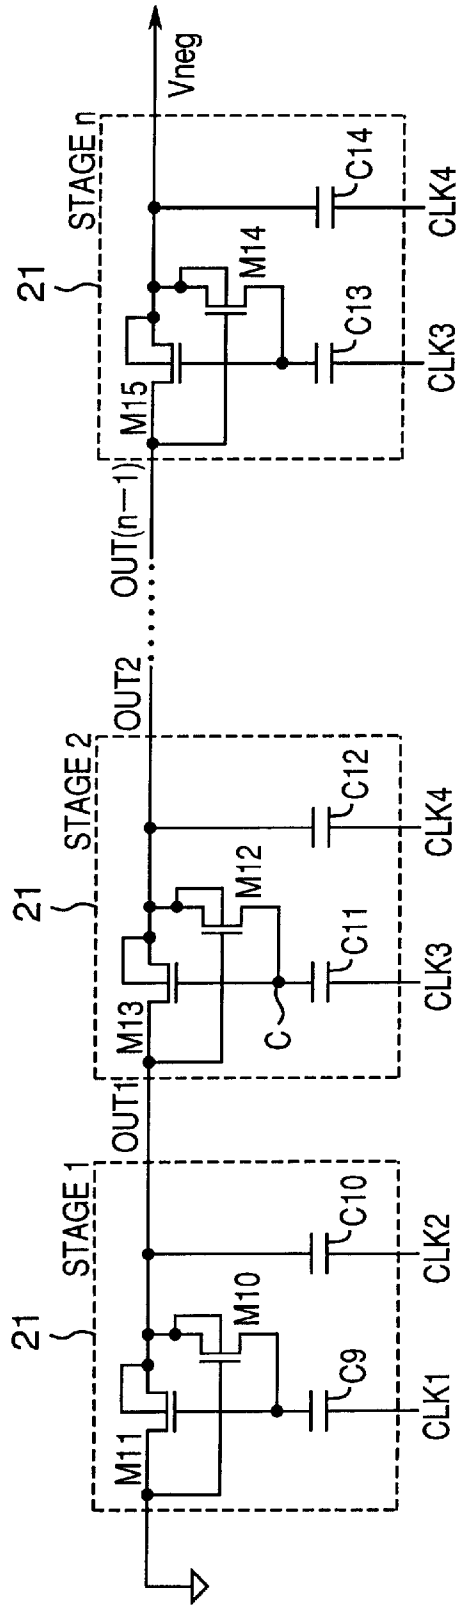 21
STAGE 1
M11
M10
C9
C10
CLK1
CLK2
OUT1
21
STAGE 2
M13
M12
C
C11
C12
CLK3
CLK4
OUT2
OUT(n-1)
21
STAGE n
M15
M14
C13
C14
CLK3
CLK4
Vneg